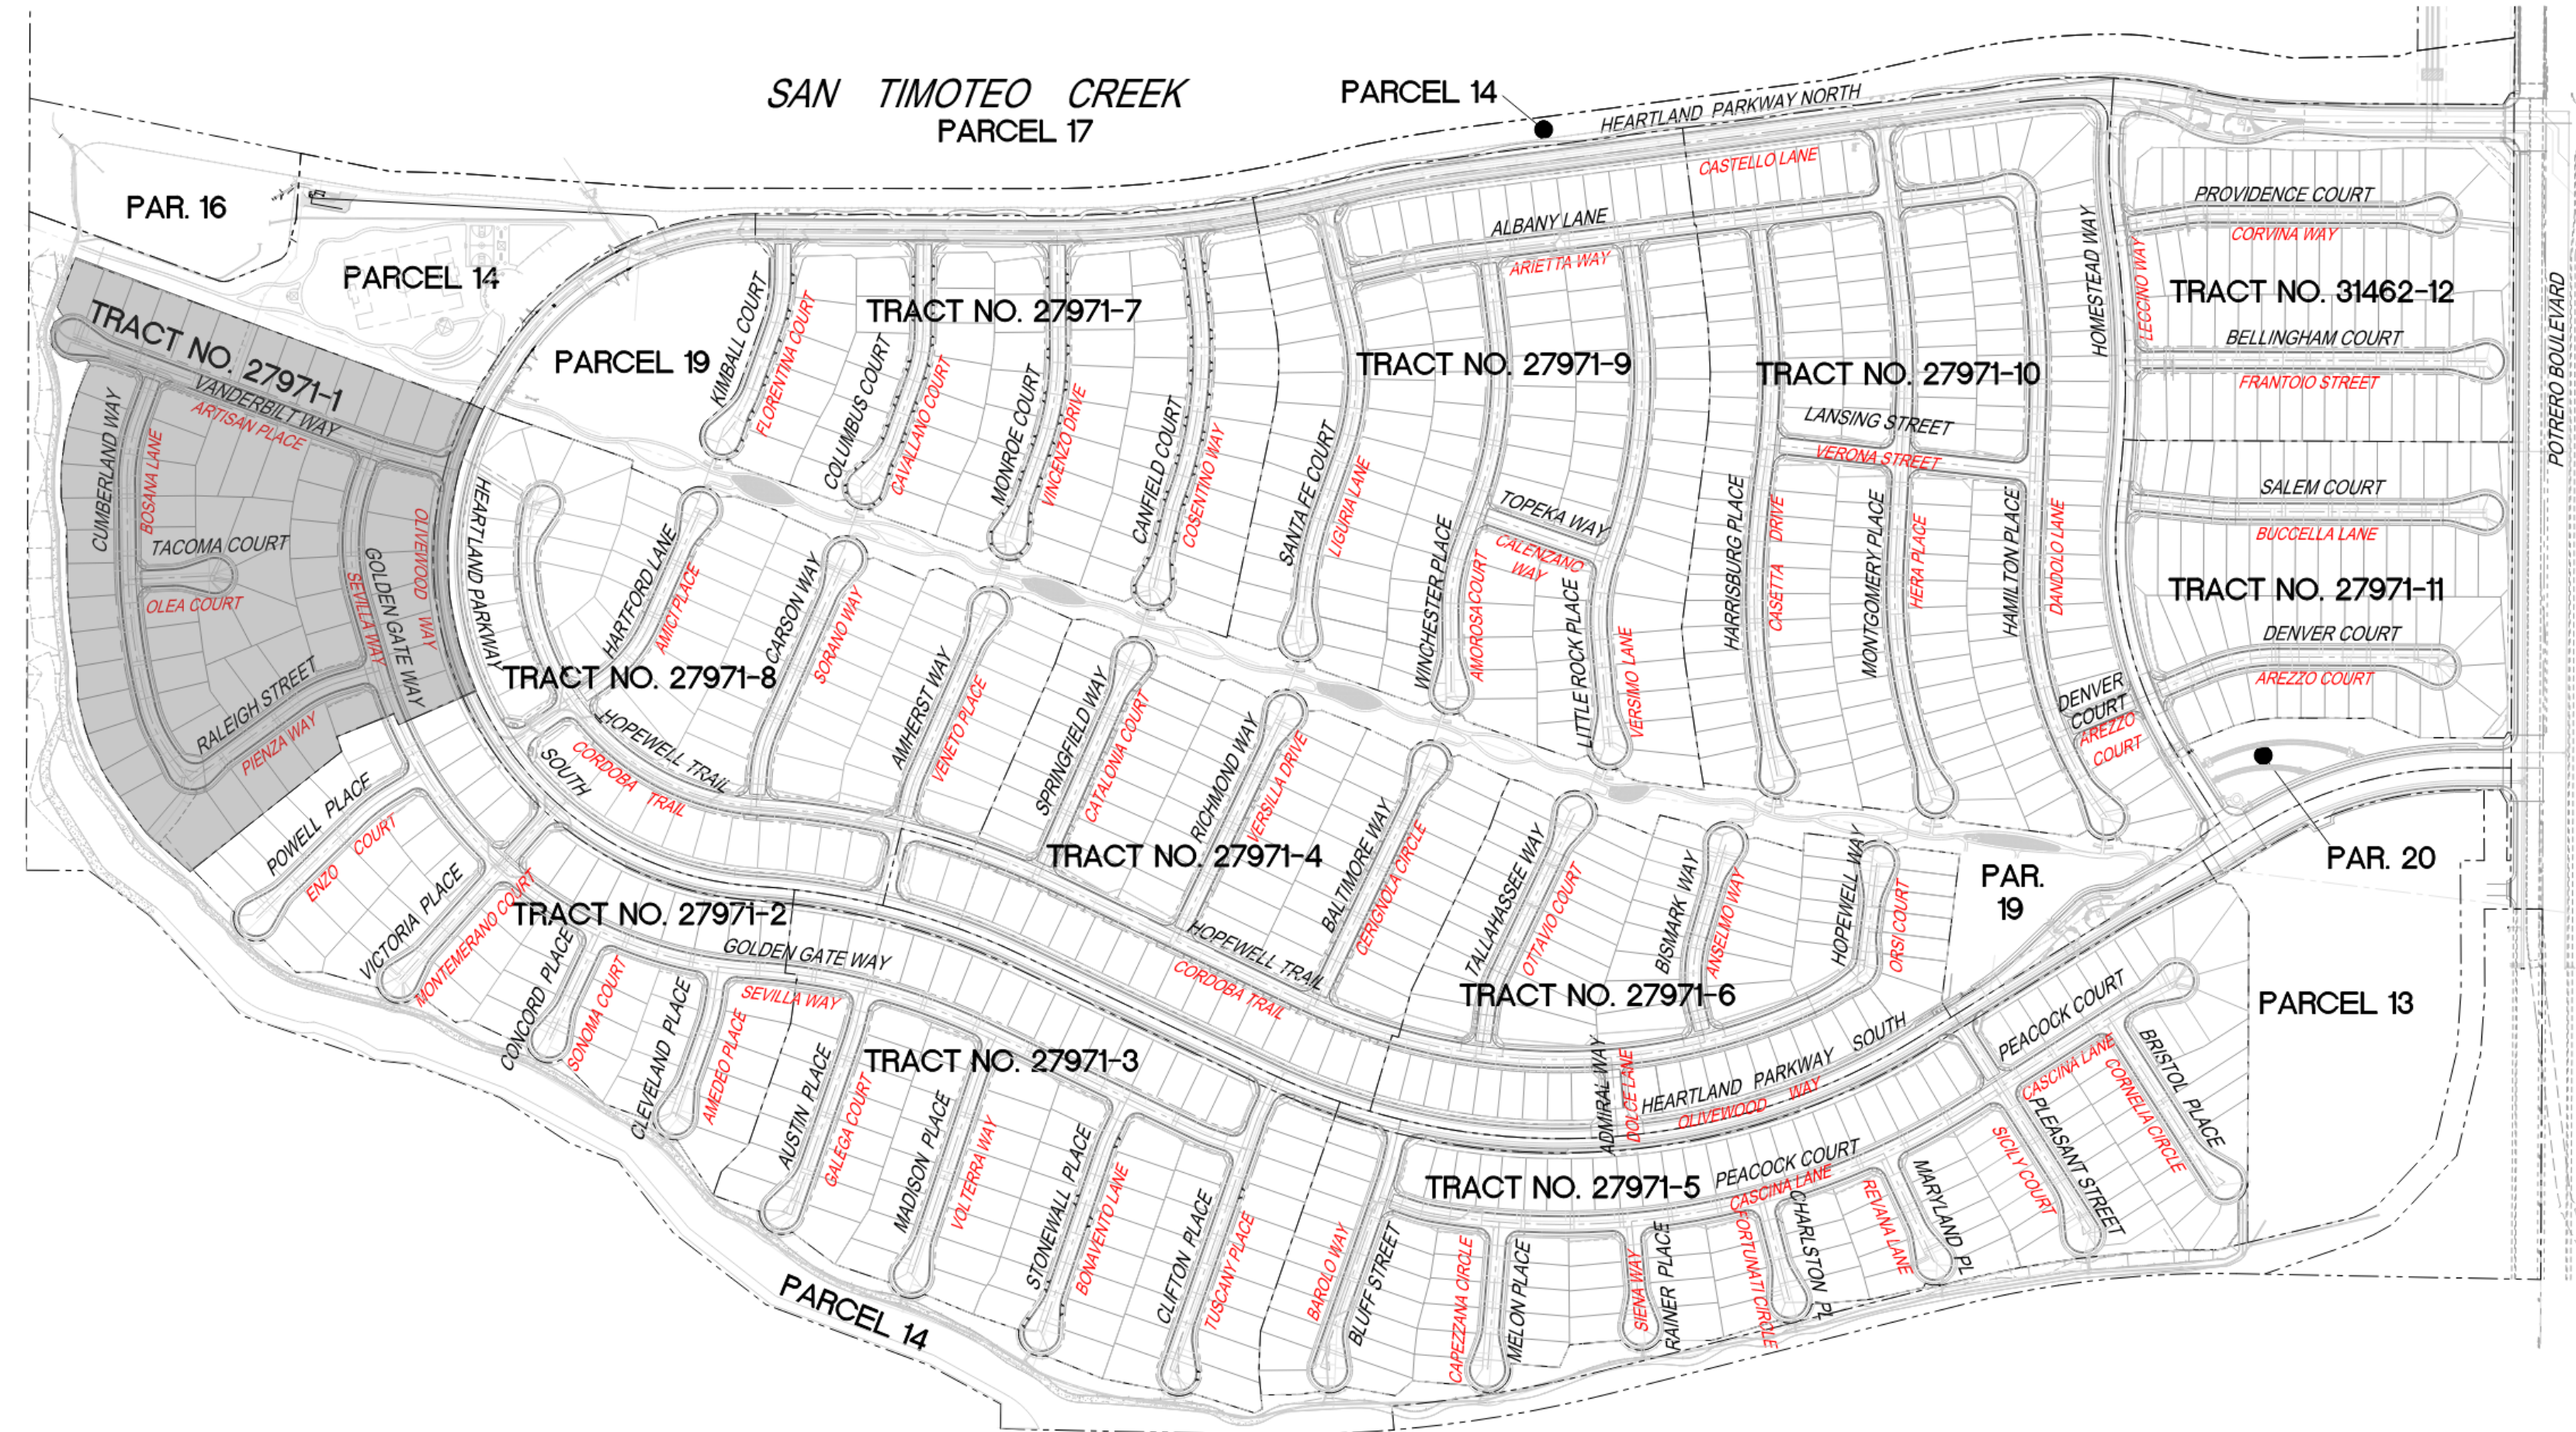 SAN TIMOTEO CREEK
PARCEL 17
PARCEL 14
HEARTLAND PARKWAY NORTH
CASTELLO LANE
PAR. 16
PARCEL 14
ALBANY LANE
ARIETTA WAY
HOMESTEAD WAY
LECCINO WAY
PROVIDENCE COURT
CORVINA WAY
TRACT NO. 31462-12
BELLINGHAM COURT
FRANTOIO STREET
POTRERO BOULEVARD
TRACT NO. 27971-1
VANDERBILT WAY
ARTISAN PLACE
CUMBERLAND WAY
BOSANA LANE
TACOMA COURT
OLEA COURT
RALEIGH STREET
PIENZA WAY
GOLDEN GATE WAY
SEVILLA WAY
OLIVEWOOD WAY
HEARTLAND PARKWAY
SOUTH
PARCEL 19
KIMBALL COURT
FLORENTINA COURT
TRACT NO. 27971-7
COLUMBUS COURT
CAVALLANO COURT
MONROE COURT
VINCENZO DRIVE
CANFIELD COURT
COSENTINO WAY
TRACT NO. 27971-9
SANTA FE COURT
LIGURIA LANE
WINCHESTER PLACE
AMOROSA COURT
TOPEKA WAY
CALENZANO
WAY
LITTLE ROCK PLACE
VERSIMO LANE
TRACT NO. 27971-10
LANSING STREET
VERONA STREET
HARRISBURG PLACE
CASETTA DRIVE
MONTGOMERY PLACE
HERA PLACE
HAMILTON PLACE
DANDOLO LANE
SALEM COURT
BUCCELLA LANE
TRACT NO. 27971-11
DENVER COURT
AREZZO COURT
DENVER
COURT
AREZZO
COURT
PAR. 20
HARTFORD LANE
AMICI PLACE
CARSON WAY
SORANO WAY
TRACT NO. 27971-8
HOPEWELL TRAIL
CORDOBA TRAIL
AMHERST WAY
VENETO PLACE
SPRINGFIELD WAY
CATALONIA COURT
RICHMOND WAY
VERSILLA DRIVE
TRACT NO. 27971-4
BALTIMORE WAY
CERIGNOLA CIRCLE
HOPEWELL TRAIL
CORDOBA TRAIL
TALLAHASSEE WAY
OTTAVIO COURT
BISMARK WAY
ANSELMO WAY
HOPEWELL WAY
ORSI COURT
TRACT NO. 27971-6
PAR.
19
PARCEL 13
POWELL PLACE
ENZO COURT
VICTORIA PLACE
MONTEMERANO COURT
TRACT NO. 27971-2
CONCORD PLACE
SONOMA COURT
CLEVELAND PLACE
AMEDEO PLACE
GOLDEN GATE WAY
SEVILLA WAY
AUSTIN PLACE
GALEGA COURT
TRACT NO. 27971-3
MADISON PLACE
VOLTERRA WAY
STONEWALL PLACE
BONAVENTO LANE
CLIFTON PLACE
TUSCANY PLACE
PARCEL 14
ADMIRAL WAY
DOLCE LANE
HEARTLAND PARKWAY SOUTH
OLIVEWOOD WAY
BAROLO WAY
BLUFF STREET
TRACT NO. 27971-5
PEACOCK COURT
CASCINA LANE
CAPEZZANA CIRCLE
MELON PLACE
SIENA WAY
RAINER PLACE
FORTUNATI CIRCLE
CHARLSTON PL
REVANA LANE
MARYLAND PL
PEACOCK COURT
CASCINA LANE
SICILY COURT
PLEASANT STREET
CORNELIA CIRCLE
BRISTOL PLACE